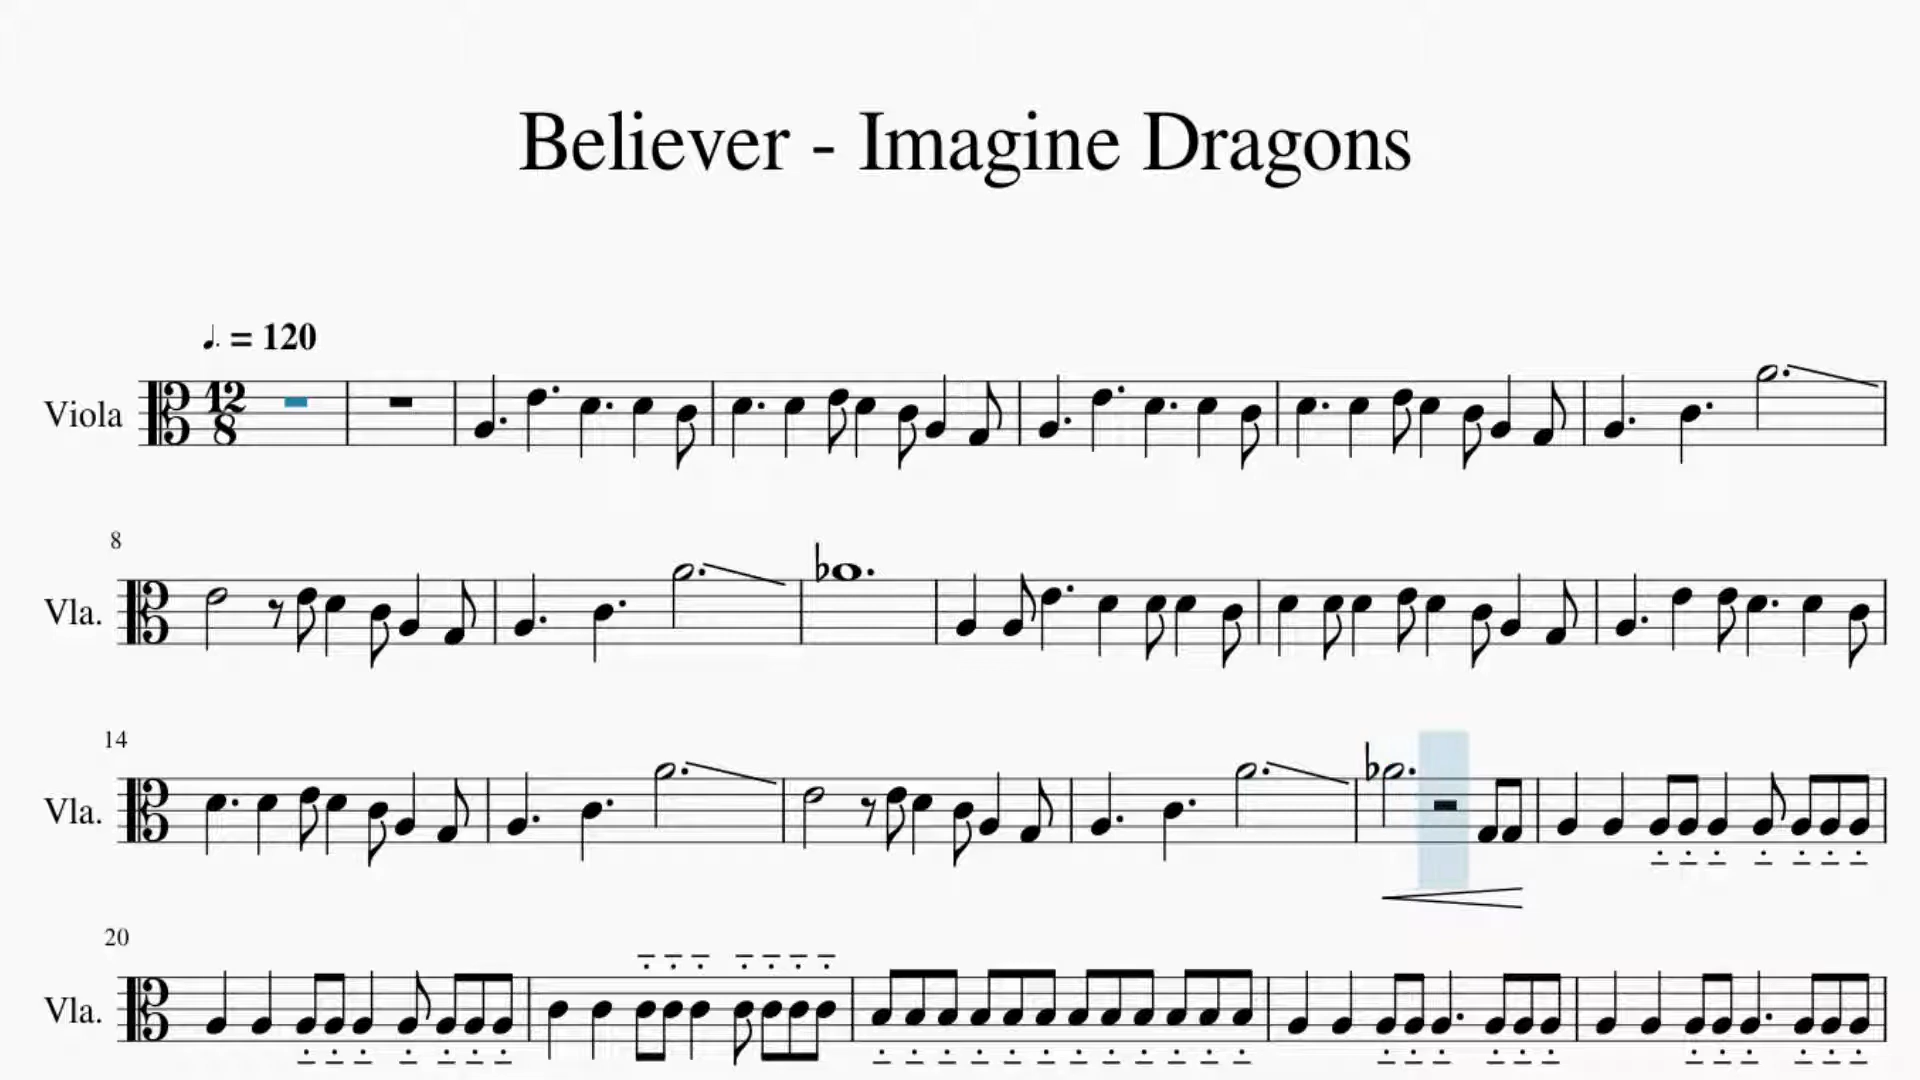 Believer - Imagine Dragons
♩. = 120
Viola
12
8
8
Vla.
14
Vla.
20
Vla.